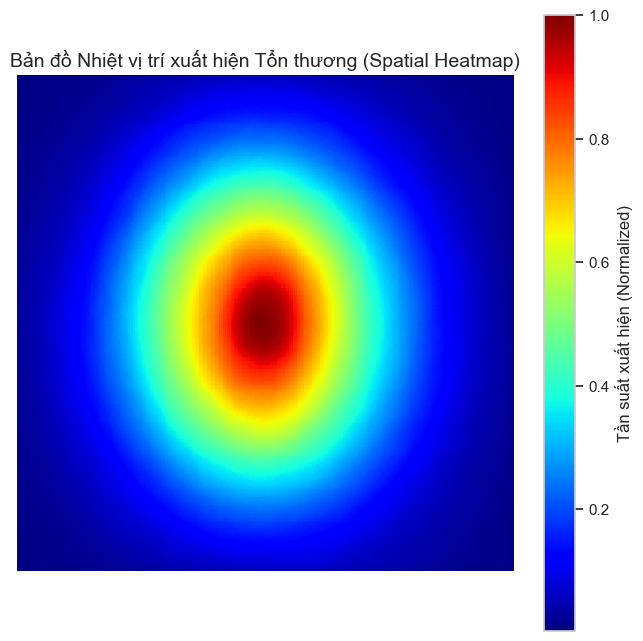 Bản đồ Nhiệt vị trí xuất hiện Tổn thương (Spatial Heatmap)
1.0
0.8
0.6
0.4
0.2
Tần suất xuất hiện (Normalized)